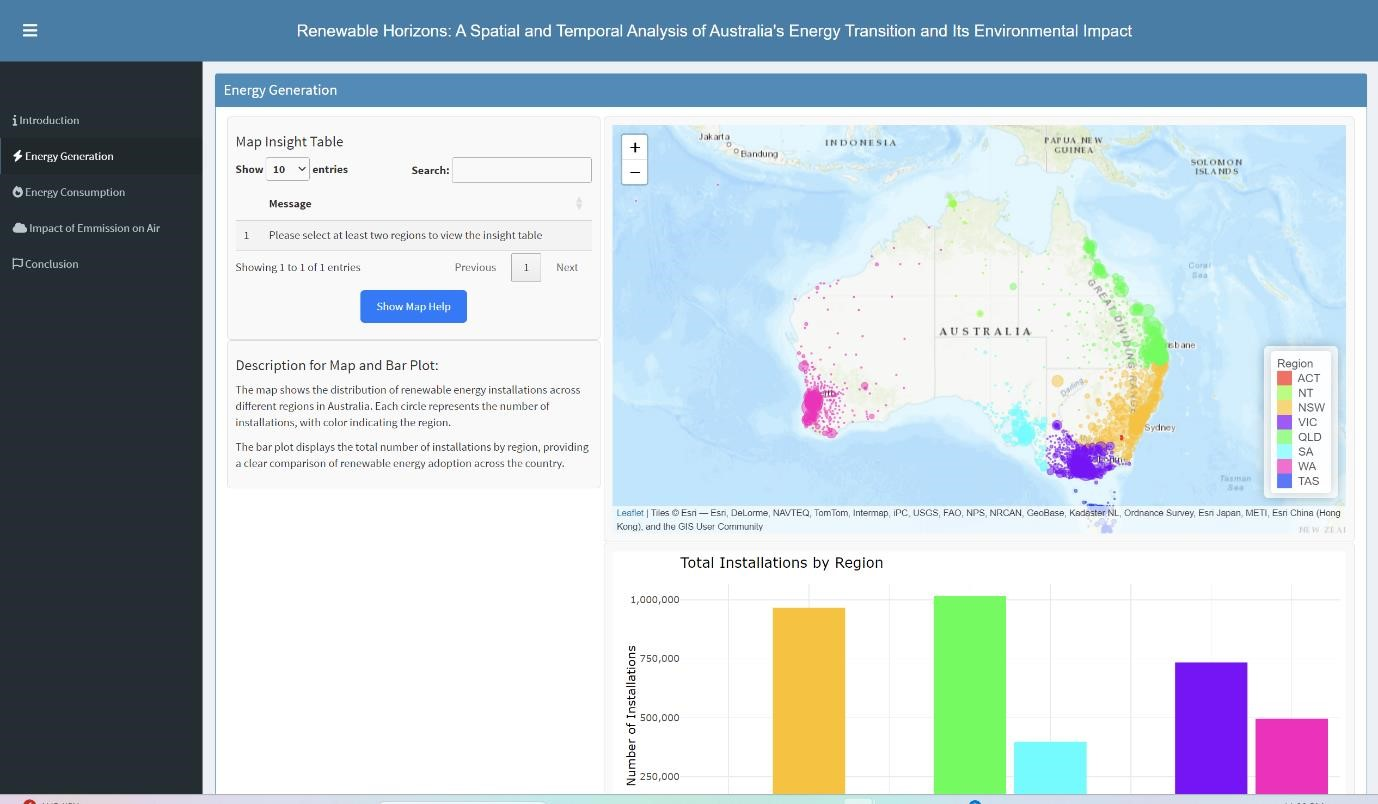 Renewable Horizons: A Spatial and Temporal Analysis of Australia's Energy Transition and Its Environmental Impact
Introduction
Energy Generation
Energy Consumption
Impact of Emmission on Air
Conclusion
Energy Generation
Map Insight Table
Show 10 entries
Search:
Message
1 Please select at least two regions to view the insight table
Showing 1 to 1 of 1 entries
Previous 1 Next
Show Map Help
Description for Map and Bar Plot:
The map shows the distribution of renewable energy installations across
different regions in Australia. Each circle represents the number of
installations, with color indicating the region.
The bar plot displays the total number of installations by region, providing
a clear comparison of renewable energy adoption across the country.
+
−
Jakarta
Bandung
INDONESIA
PAPUA NEW
GUINEA
SOLOMON
ISLANDS
Coral
Sea
GREAT DIVIDING
AUSTRALIA
Darling
Sydney
Tasman
Sea
Region
ACT
NT
NSW
VIC
QLD
SA
WA
TAS
Leaflet | Tiles © Esri — Esri, DeLorme, NAVTEQ, TomTom, Intermap, iPC, USGS, FAO, NPS, NRCAN, GeoBase, Kadaster NL, Ordnance Survey, Esri Japan, METI, Esri China (Hong
Kong), and the GIS User Community
NEW ZEAL
Total Installations by Region
Number of Installations
1,000,000
750,000
500,000
250,000